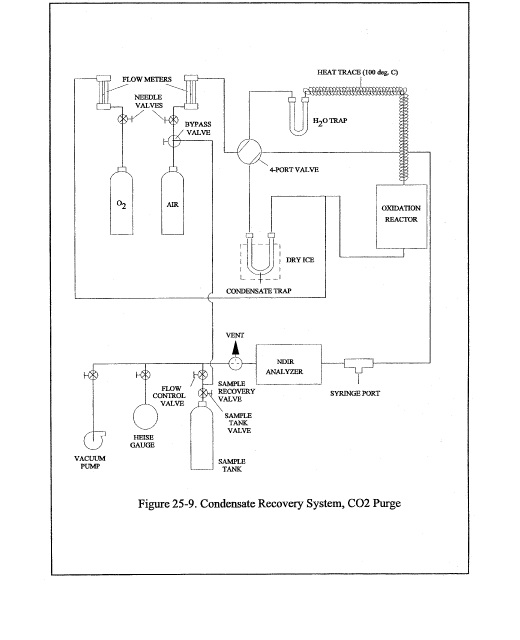 HEAT TRACE (100 deg. C)
FLOW METERS
NEEDLE
VALVES
H2O TRAP
BYPASS
VALVE
4-PORT VALVE
O2
AIR
OXIDATION
REACTOR
DRY ICE
CONDENSATE TRAP
VENT
NDIR
ANALYZER
FLOW
CONTROL
VALVE
SAMPLE
RECOVERY
VALVE
SYRINGE PORT
SAMPLE
TANK
VALVE
HEISE
GAUGE
VACUUM
PUMP
SAMPLE
TANK
Figure 25-9. Condensate Recovery System, CO2 Purge